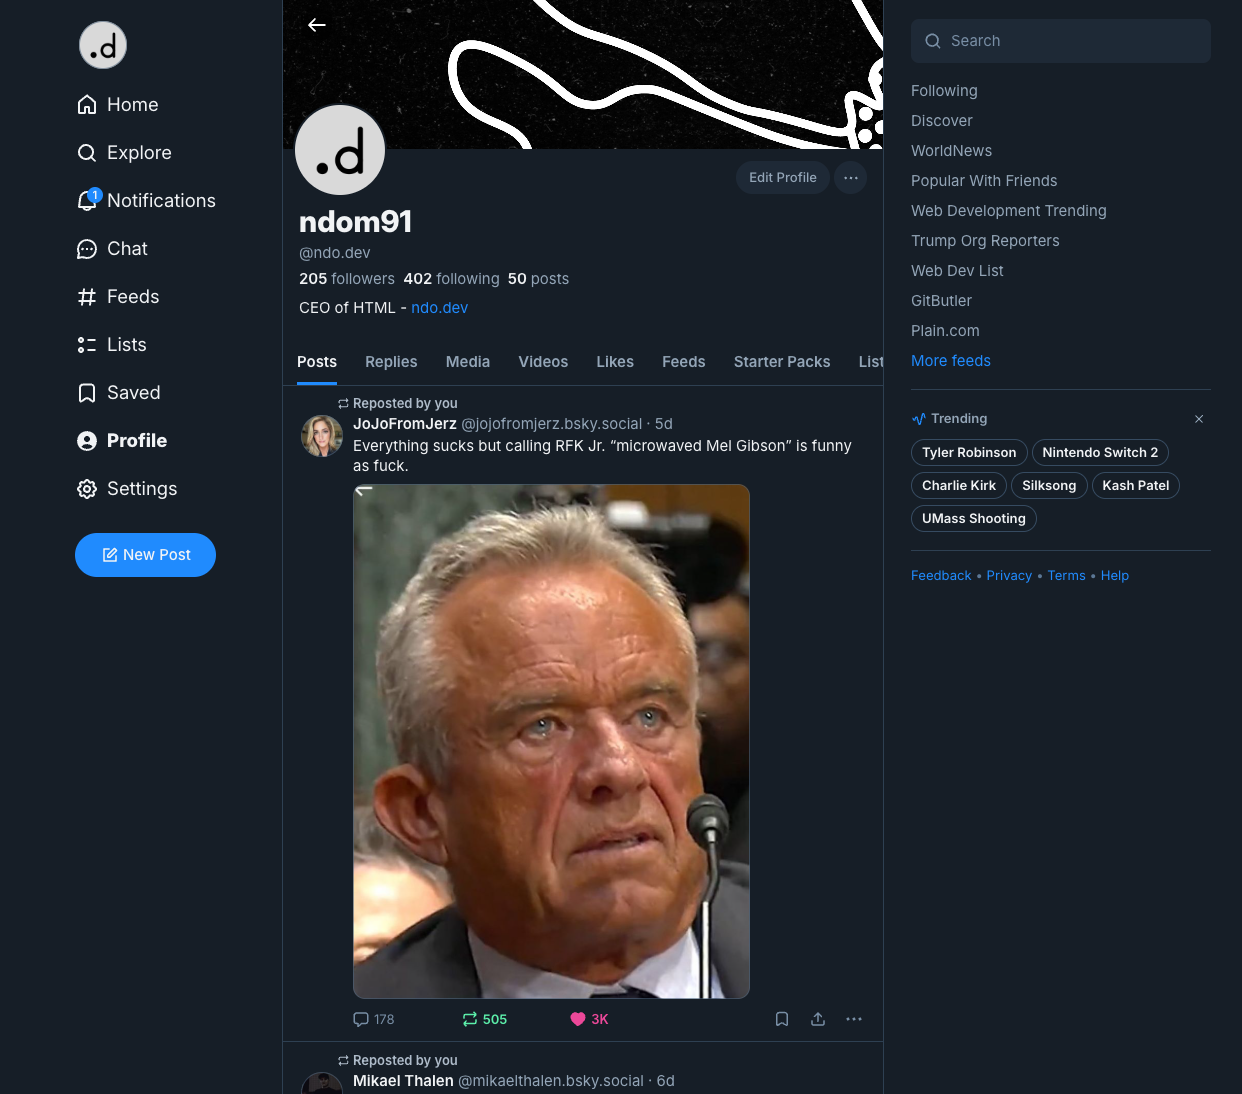 .d
Home
Explore
1
Notifications
Chat
Feeds
Lists
Saved
Profile
Settings
New Post
.d
Edit Profile
ndom91
@ndo.dev
205 followers 402 following 50 posts
CEO of HTML - ndo.dev
Posts Replies Media Videos Likes Feeds Starter Packs List
Reposted by you
JoJoFromJerz @jojofromjerz.bsky.social · 5d
Everything sucks but calling RFK Jr. “microwaved Mel Gibson” is funny
as fuck.
178 505 3K
Reposted by you
Mikael Thalen @mikaelthalen.bsky.social · 6d
Search
Following
Discover
WorldNews
Popular With Friends
Web Development Trending
Trump Org Reporters
Web Dev List
GitButler
Plain.com
More feeds
Trending
Tyler Robinson Nintendo Switch 2
Charlie Kirk Silksong Kash Patel
UMass Shooting
Feedback • Privacy • Terms • Help